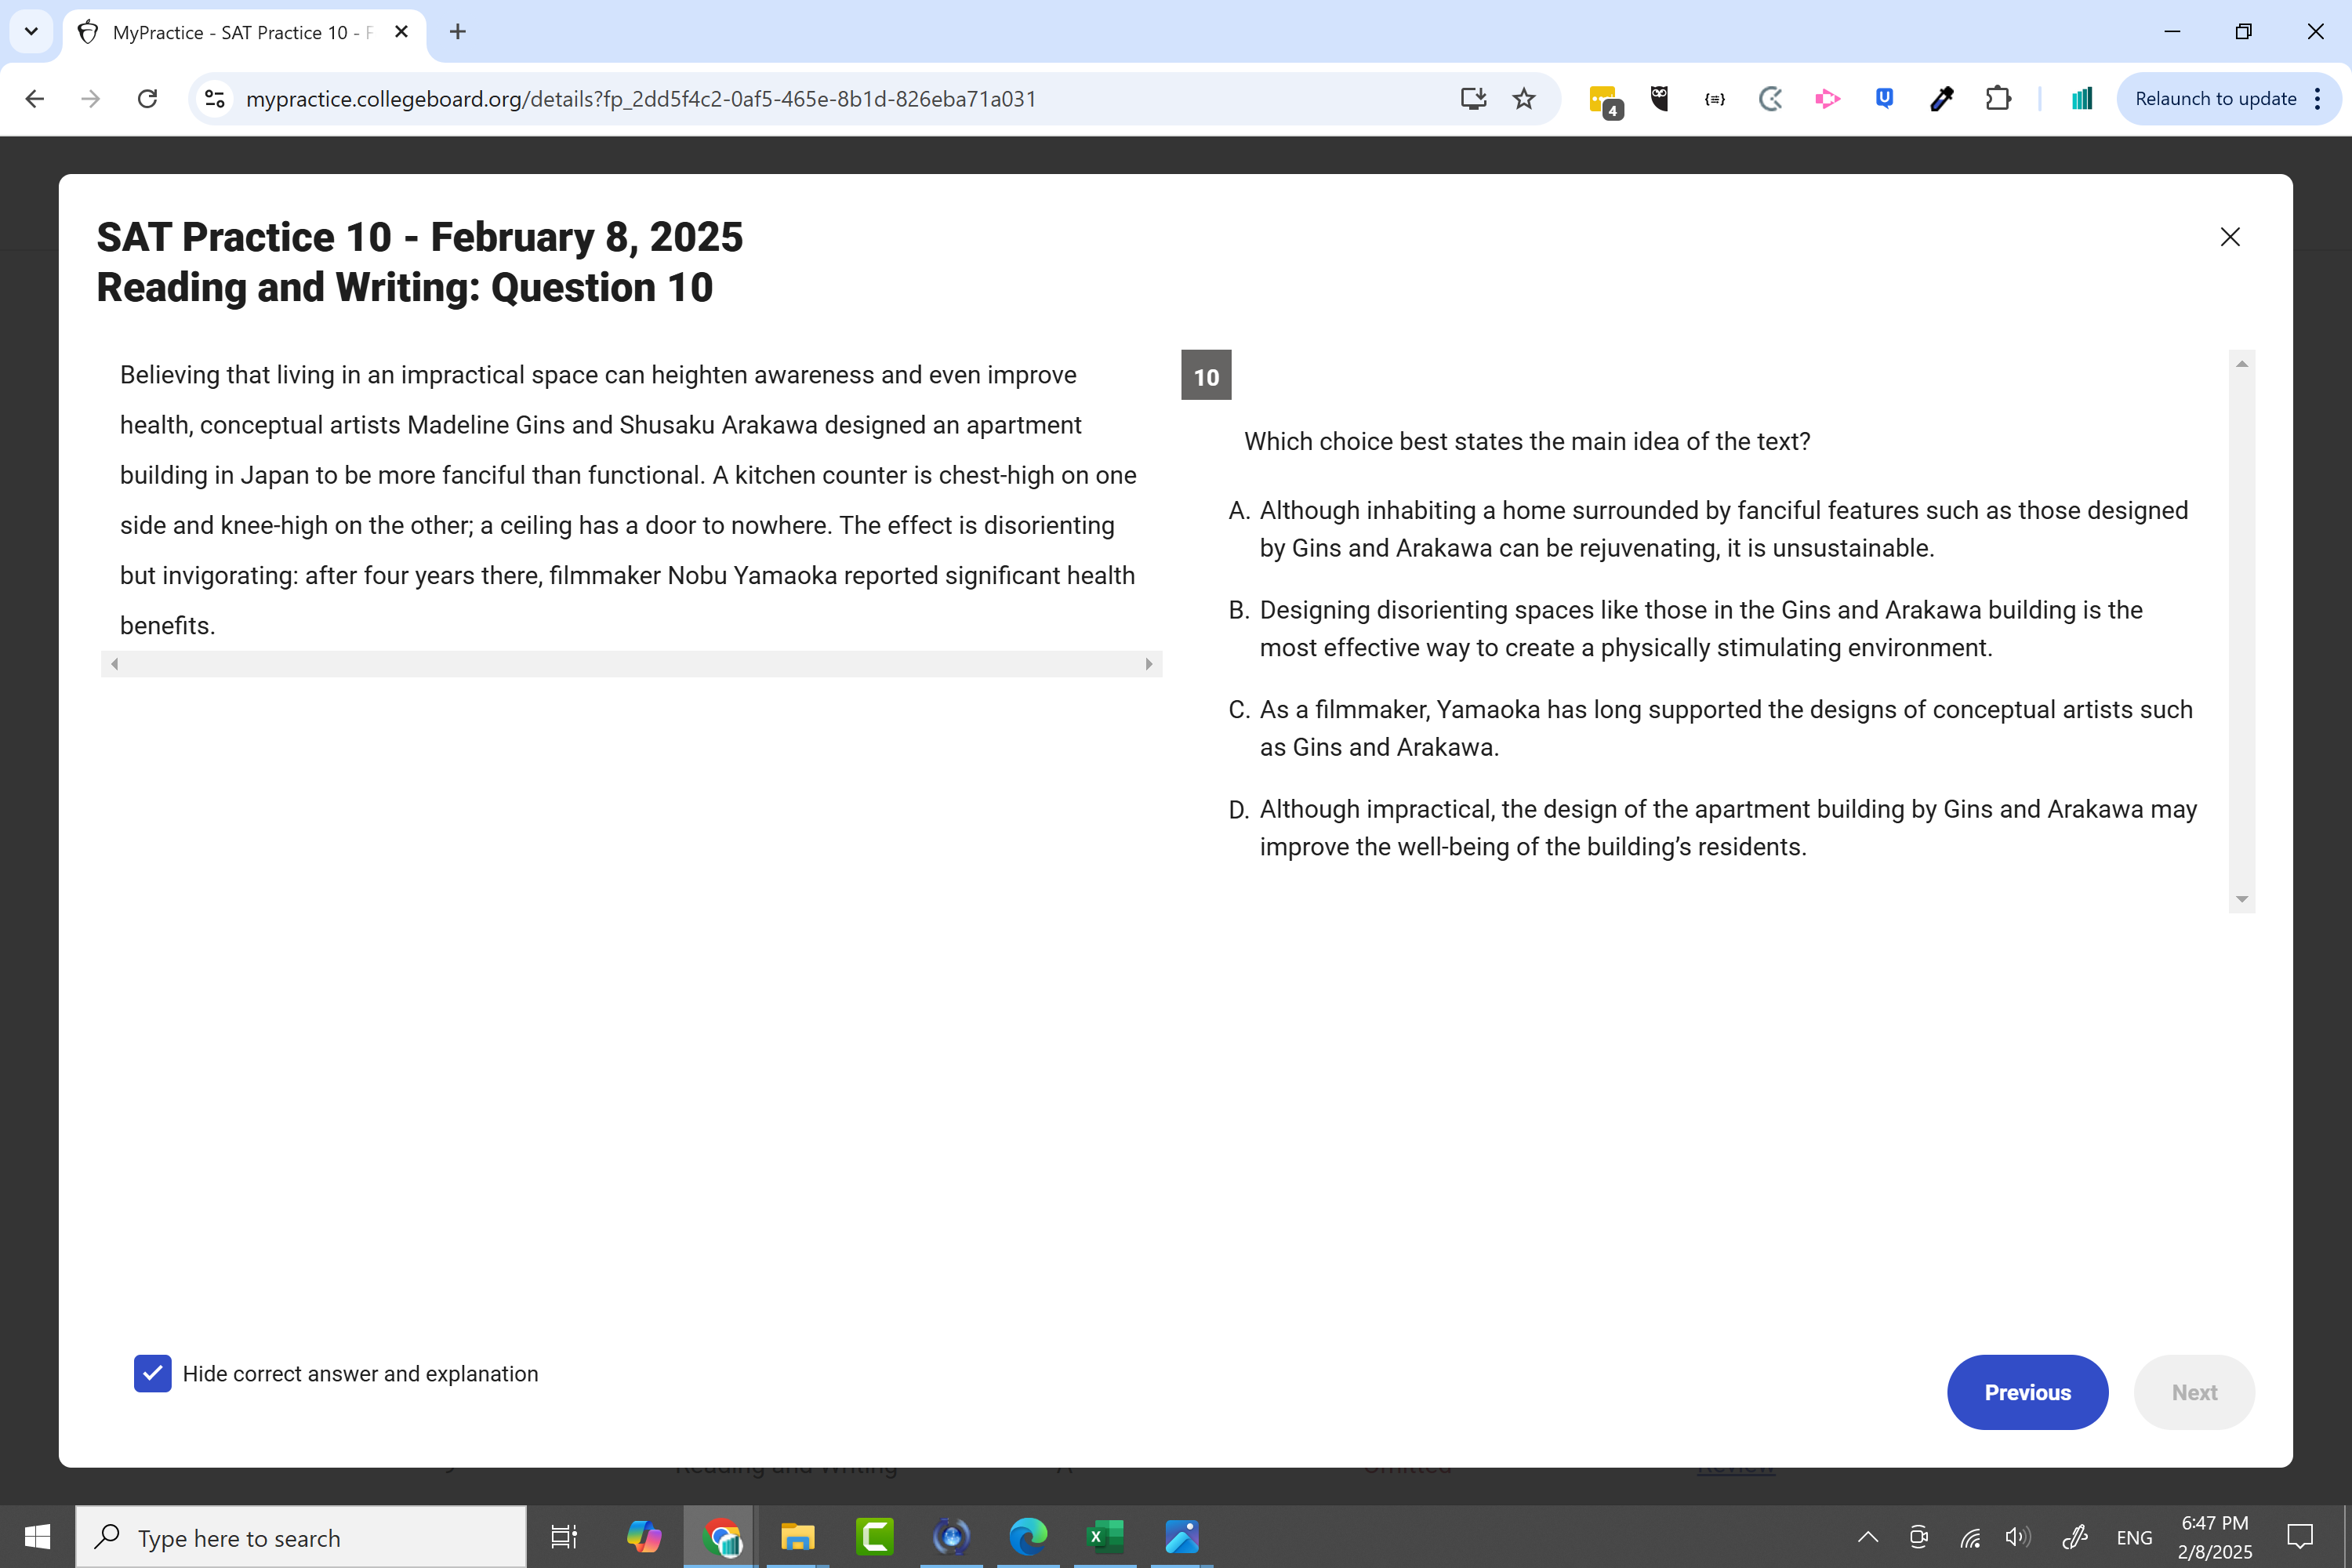 MyPractice - SAT Practice 10 - F
mypractice.collegeboard.org/details?fp_2dd5f4c2-0af5-465e-8b1d-826eba71a031
4
Relaunch to update
SAT Practice 10 - February 8, 2025
Reading and Writing: Question 10
Believing that living in an impractical space can heighten awareness and even improve
health, conceptual artists Madeline Gins and Shusaku Arakawa designed an apartment
building in Japan to be more fanciful than functional. A kitchen counter is chest-high on one
side and knee-high on the other; a ceiling has a door to nowhere. The effect is disorienting
but invigorating: after four years there, filmmaker Nobu Yamaoka reported significant health
benefits.
10
Which choice best states the main idea of the text?
A. Although inhabiting a home surrounded by fanciful features such as those designed
by Gins and Arakawa can be rejuvenating, it is unsustainable.
B. Designing disorienting spaces like those in the Gins and Arakawa building is the
most effective way to create a physically stimulating environment.
C. As a filmmaker, Yamaoka has long supported the designs of conceptual artists such
as Gins and Arakawa.
D. Although impractical, the design of the apartment building by Gins and Arakawa may
improve the well-being of the building’s residents.
Hide correct answer and explanation
Previous
Next
Reading and Writing
Omitted
Review
Type here to search
ENG
6:47 PM
2/8/2025